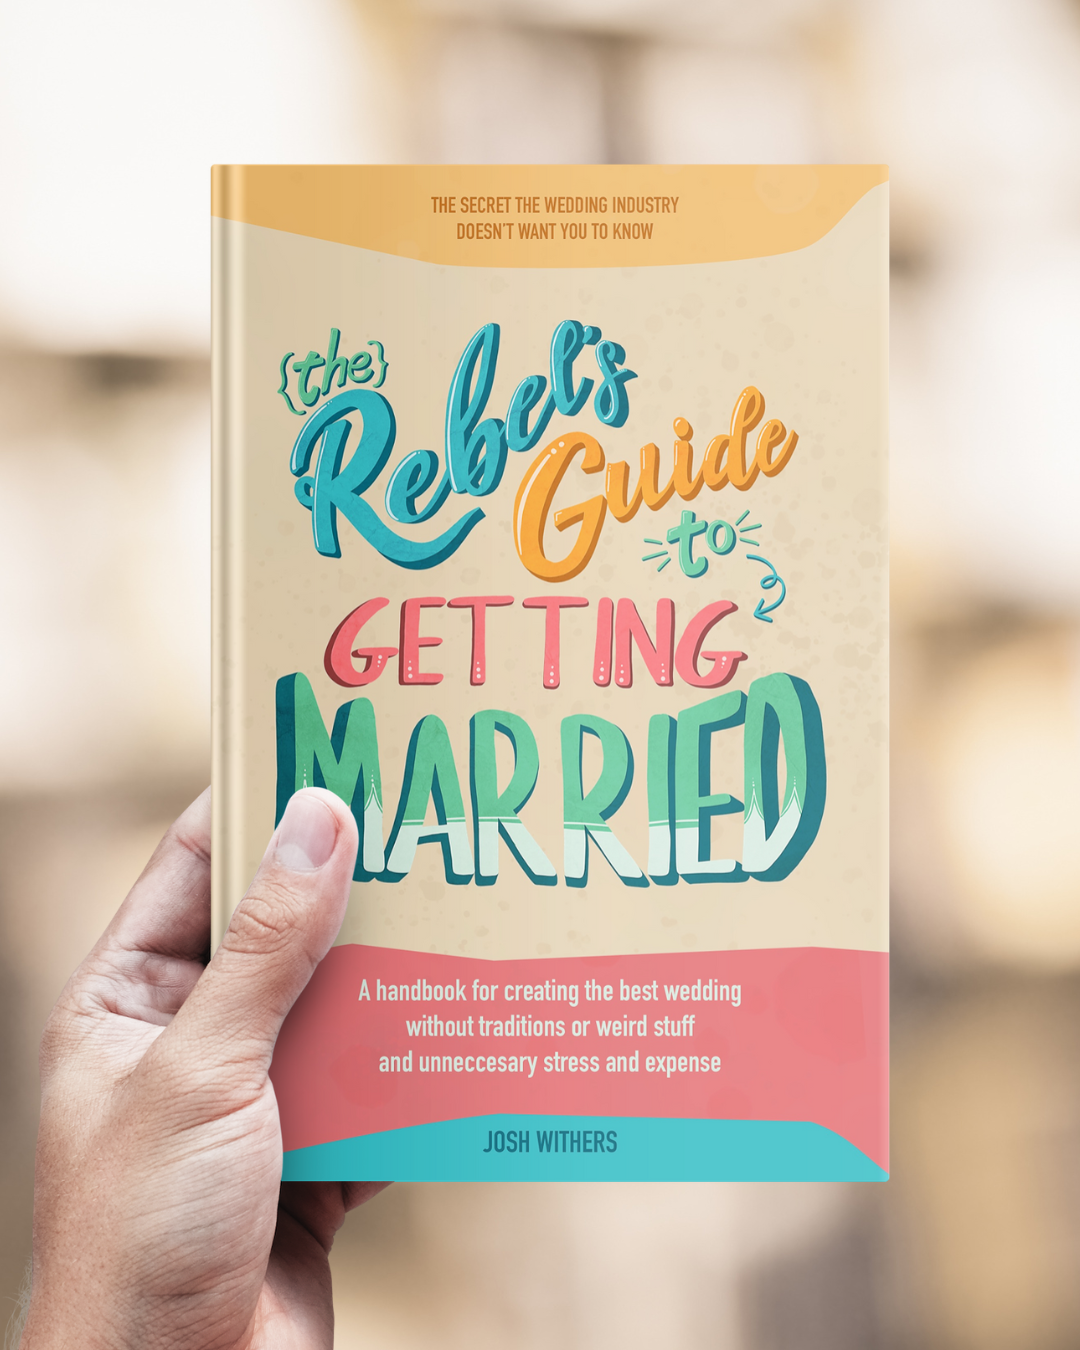 THE SECRET THE WEDDING INDUSTRY
DOESN'T WANT YOU TO KNOW
{the}
Rebel's
Guide
to
GETTING
MARRIED
A handbook for creating the best wedding
without traditions or weird stuff
and unneccesary stress and expense
JOSH WITHERS